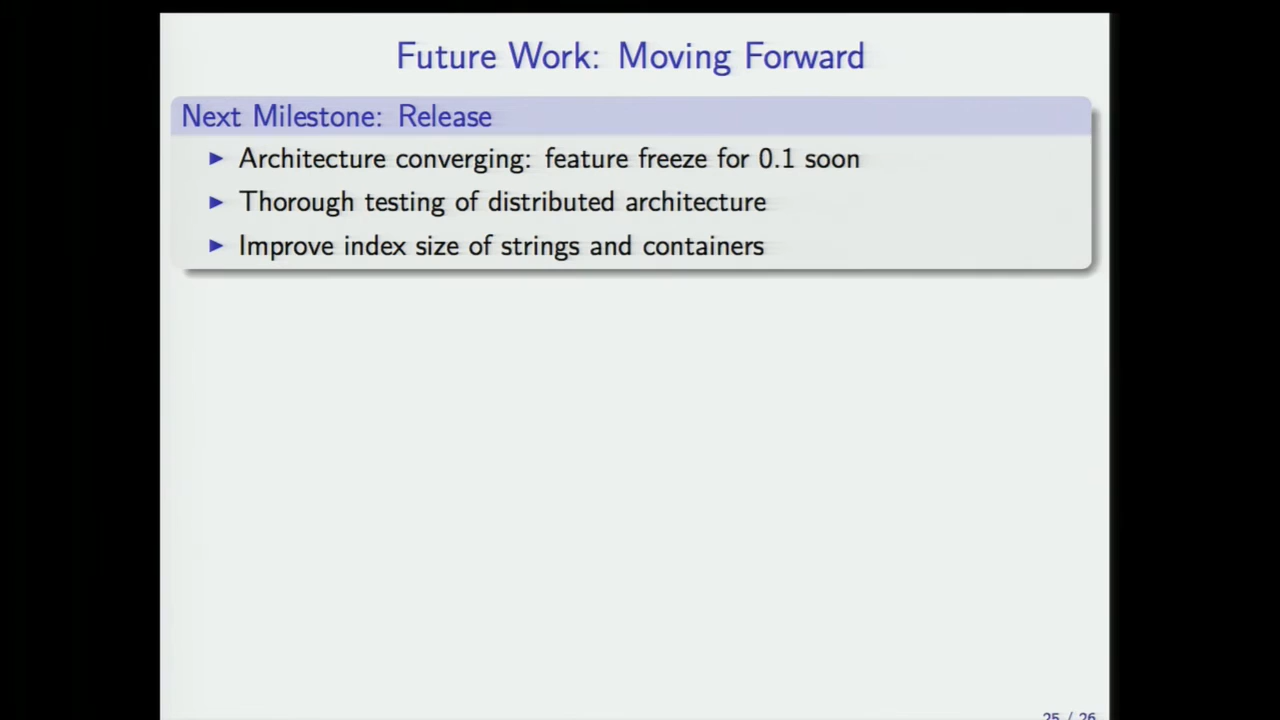 Future Work: Moving Forward
Next Milestone: Release
▶ Architecture converging: feature freeze for 0.1 soon
▶ Thorough testing of distributed architecture
▶ Improve index size of strings and containers
25 / 26